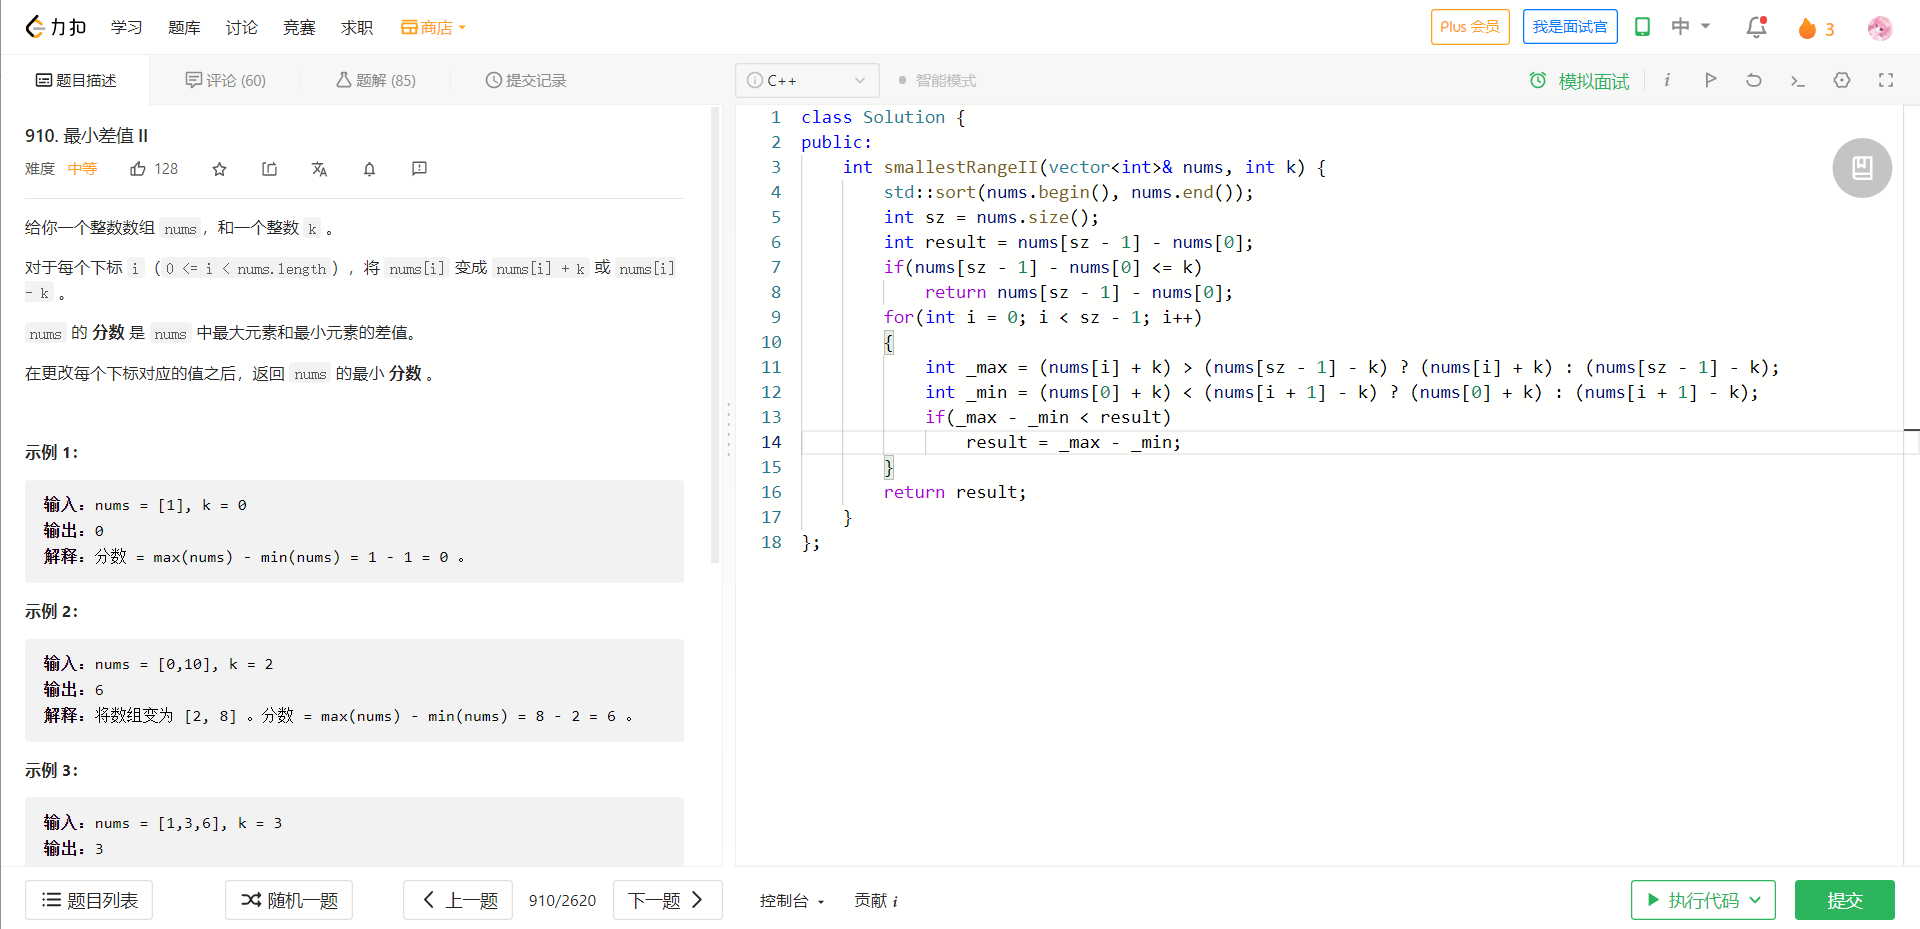 力扣 学习 题库 讨论 竞赛 求职 商店 Plus 会员 我是面试官 中 3
题目描述 评论 (60) 题解 (85) 提交记录
910. 最小差值 II
难度 中等 128
给你一个整数数组 nums，和一个整数 k 。
对于每个下标 i（0 <= i < nums.length），将 nums[i] 变成 nums[i] + k 或 nums[i]
- k 。
nums 的 分数 是 nums 中最大元素和最小元素的差值。
在更改每个下标对应的值之后，返回 nums 的最小 分数 。
示例 1：
输入：nums = [1], k = 0
输出：0
解释：分数 = max(nums) - min(nums) = 1 - 1 = 0 。
示例 2：
输入：nums = [0,10], k = 2
输出：6
解释：将数组变为 [2, 8] 。分数 = max(nums) - min(nums) = 8 - 2 = 6 。
示例 3：
输入：nums = [1,3,6], k = 3
输出：3
题目列表 随机一题 上一题 910/2620 下一题
C++ 智能模式 模拟面试 i
1 class Solution {
2 public:
3     int smallestRangeII(vector<int>& nums, int k) {
4         std::sort(nums.begin(), nums.end());
5         int sz = nums.size();
6         int result = nums[sz - 1] - nums[0];
7         if(nums[sz - 1] - nums[0] <= k)
8             return nums[sz - 1] - nums[0];
9         for(int i = 0; i < sz - 1; i++)
10         {
11             int _max = (nums[i] + k) > (nums[sz - 1] - k) ? (nums[i] + k) : (nums[sz - 1] - k);
12             int _min = (nums[0] + k) < (nums[i + 1] - k) ? (nums[0] + k) : (nums[i + 1] - k);
13             if(_max - _min < result)
14                 result = _max - _min;
15         }
16         return result;
17     }
18 };
控制台 贡献 i 执行代码 提交